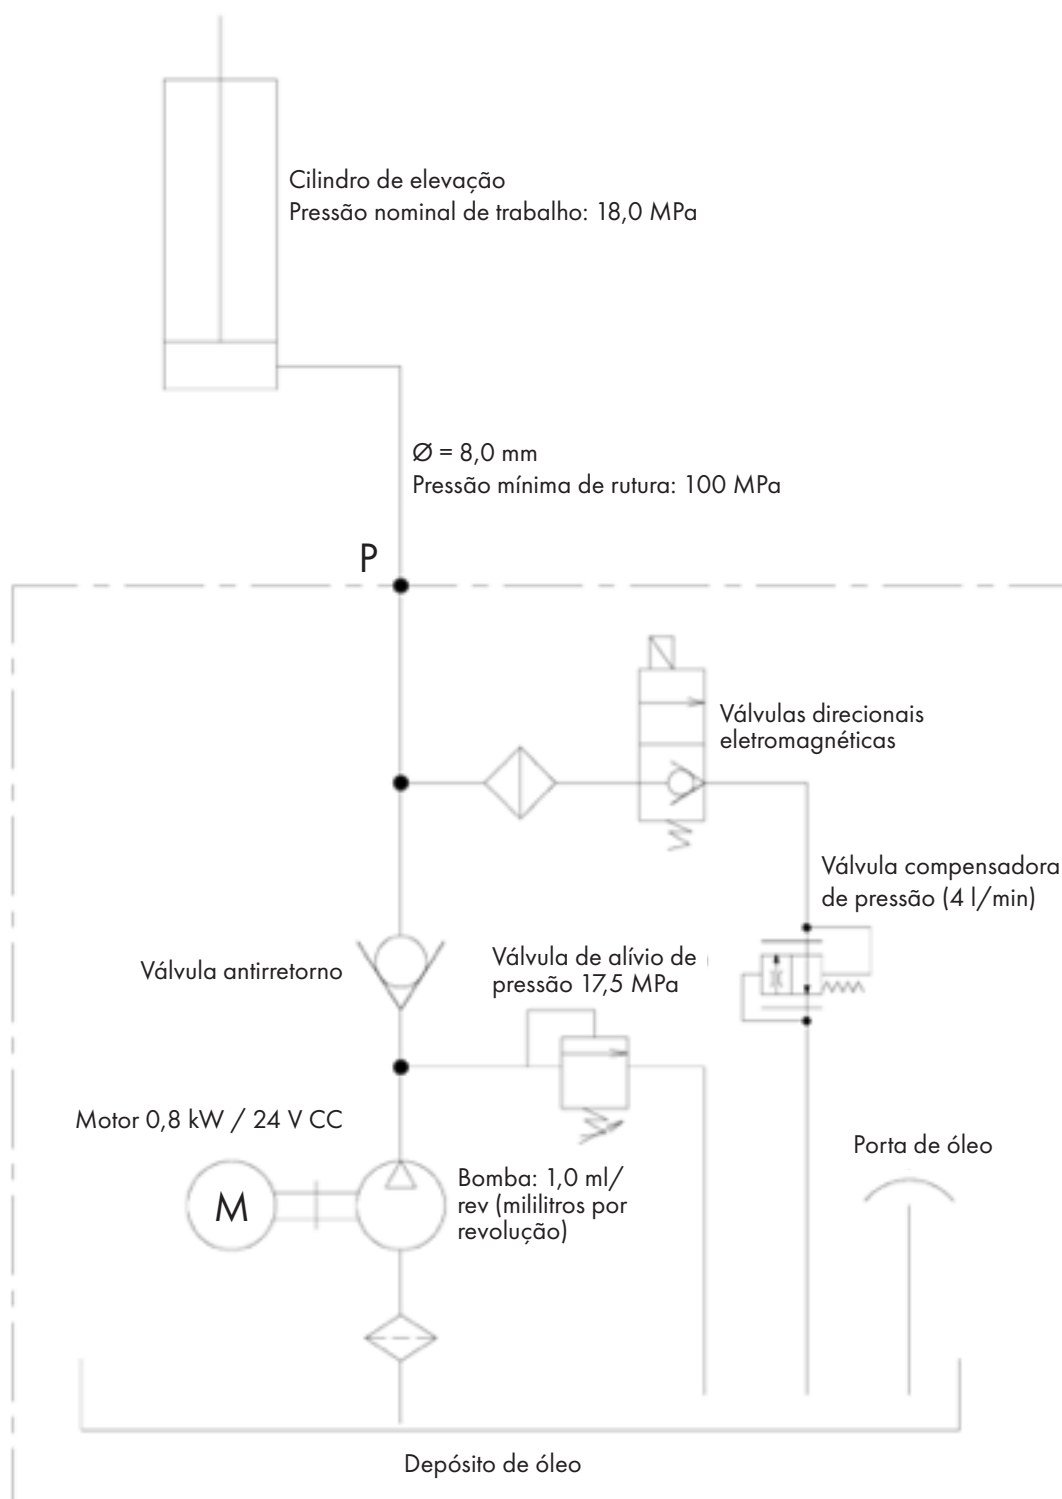 Cilindro de elevação
Pressão nominal de trabalho: 18,0 MPa
Ø = 8,0 mm
Pressão mínima de rutura: 100 MPa
P
Válvulas direcionais
eletromagnéticas
Válvula compensadora
de pressão (4 l/min)
Válvula antirretorno
Válvula de alívio de
pressão 17,5 MPa
Motor 0,8 kW / 24 V CC
Porta de óleo
M
Bomba: 1,0 ml/
rev (mililitros por
revolução)
Depósito de óleo